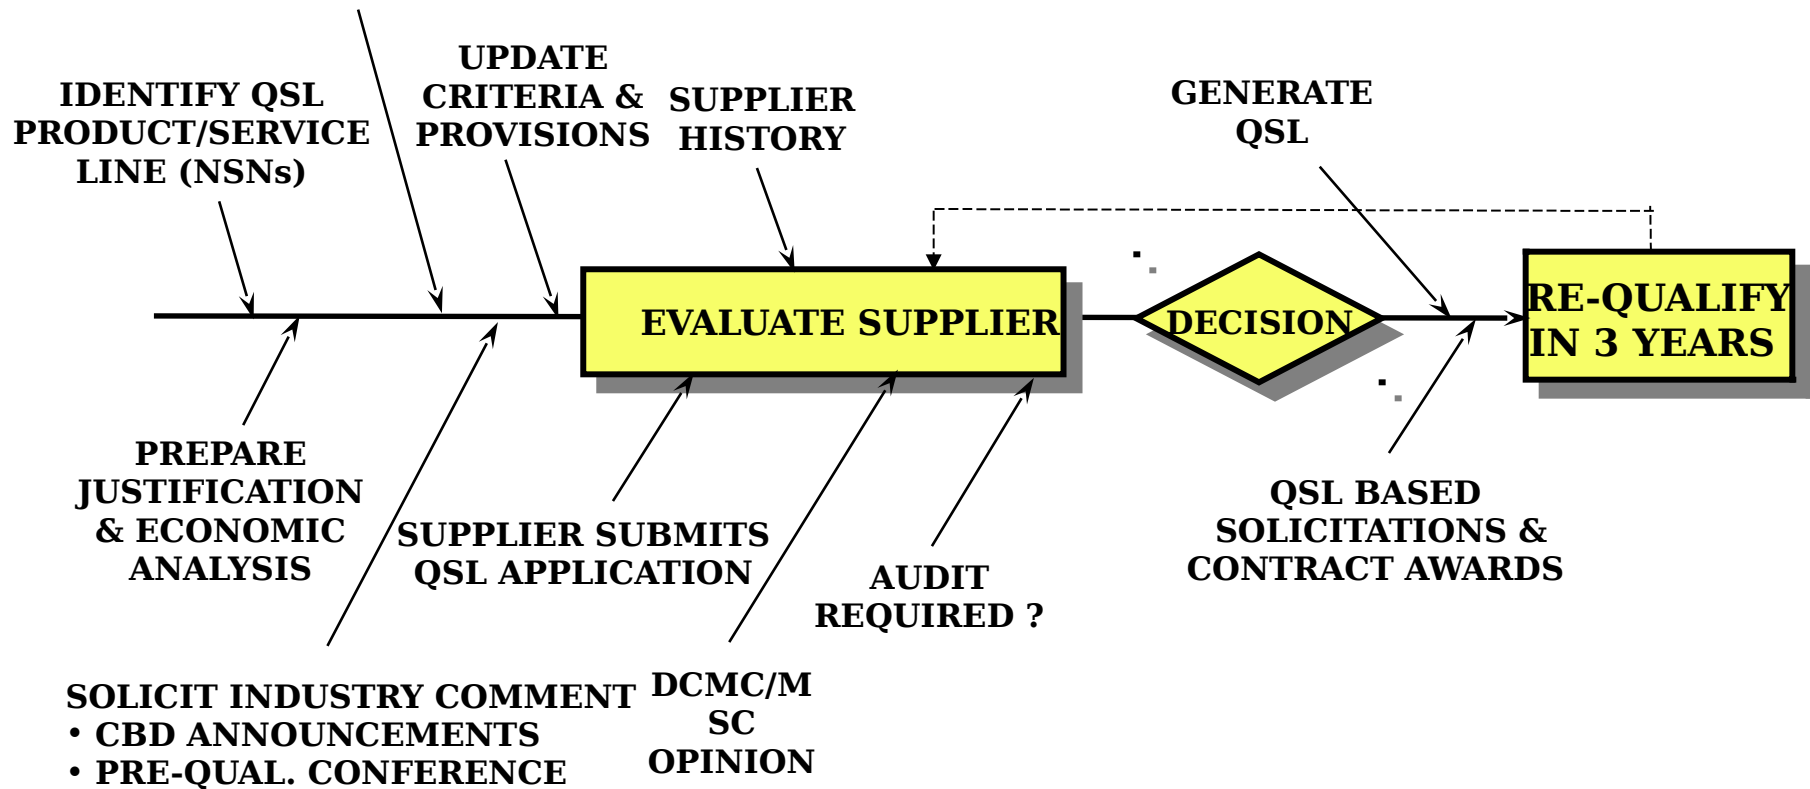 UPDATE
CRITERIA &
PROVISIONS
IDENTIFY QSL
PRODUCT/SERVICE
LINE (NSNs)
SUPPLIER
HISTORY
GENERATE
QSL
EVALUATE SUPPLIER
DECISION
RE-QUALIFY
IN 3 YEARS
PREPARE
JUSTIFICATION
& ECONOMIC
ANALYSIS
SUPPLIER SUBMITS
QSL APPLICATION
AUDIT
REQUIRED ?
QSL BASED
SOLICITATIONS &
CONTRACT AWARDS
SOLICIT INDUSTRY COMMENT
• CBD ANNOUNCEMENTS
• PRE-QUAL. CONFERENCE
DCMC/M
SC
OPINION